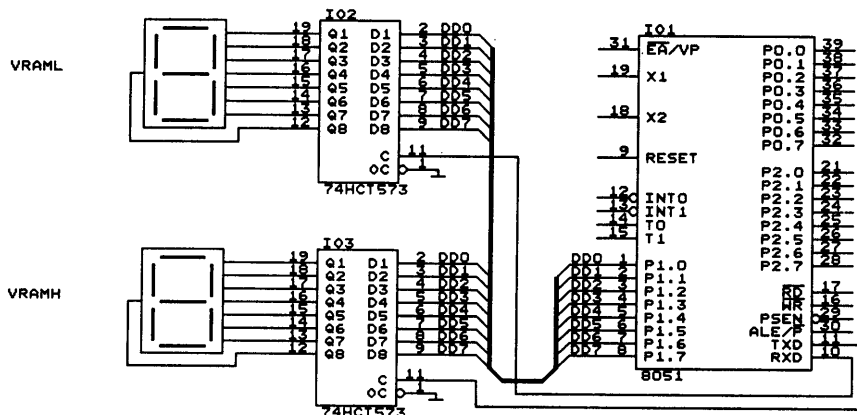 VRAML
IO2
Q1 D1
Q2 D2
Q3 D3
Q4 D4
Q5 D5
Q6 D6
Q7 D7
Q8 D8
C
OC
74HCT573
19
18
17
16
15
14
13
12
2 DD0
3 DD1
4 DD2
5 DD3
6 DD4
7 DD5
8 DD6
9 DD7
11
1
VRAMH
IO3
Q1 D1
Q2 D2
Q3 D3
Q4 D4
Q5 D5
Q6 D6
Q7 D7
Q8 D8
C
OC
74HCT573
19
18
17
16
15
14
13
12
2 DD0
3 DD1
4 DD2
5 DD3
6 DD4
7 DD5
8 DD6
9 DD7
11
1
IO1
31 EA/VP
19 X1
18 X2
9 RESET
12 INT0
13 INT1
14 T0
15 T1
DD0 1 P1.0
DD1 2 P1.1
DD2 3 P1.2
DD3 4 P1.3
DD4 5 P1.4
DD5 6 P1.5
DD6 7 P1.6
DD7 8 P1.7
P0.0 39
P0.1 38
P0.2 37
P0.3 36
P0.4 35
P0.5 34
P0.6 33
P0.7 32
P2.0 21
P2.1 22
P2.2 23
P2.3 24
P2.4 25
P2.5 26
P2.6 27
P2.7 28
RD 17
WR 16
PSEN 29
ALE/P 30
TXD 11
RXD 10
8051